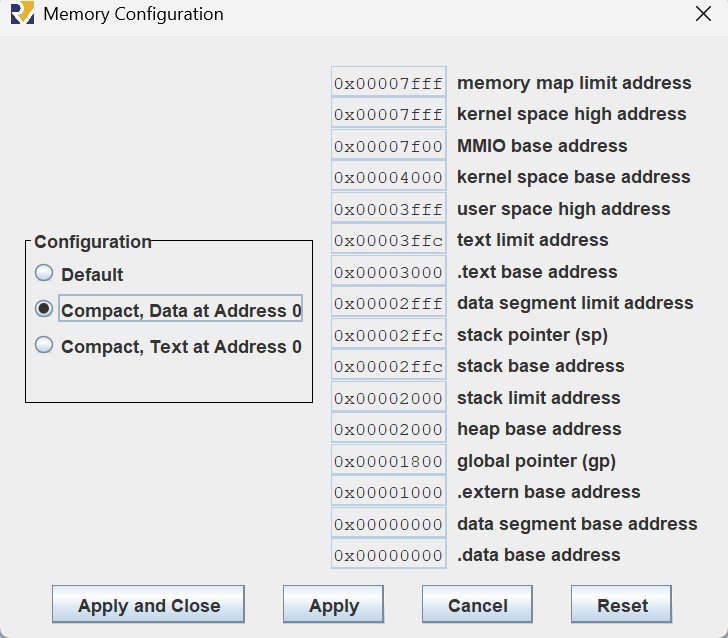 Memory Configuration
0x00007fff memory map limit address
0x00007fff kernel space high address
0x00007f00 MMIO base address
0x00004000 kernel space base address
0x00003fff user space high address
Configuration
0x00003ffc text limit address
Default
0x00003000 .text base address
Compact, Data at Address 0
0x00002fff data segment limit address
Compact, Text at Address 0
0x00002ffc stack pointer (sp)
0x00002ffc stack base address
0x00002000 stack limit address
0x00002000 heap base address
0x00001800 global pointer (gp)
0x00001000 .extern base address
0x00000000 data segment base address
0x00000000 .data base address
Apply and Close Apply Cancel Reset